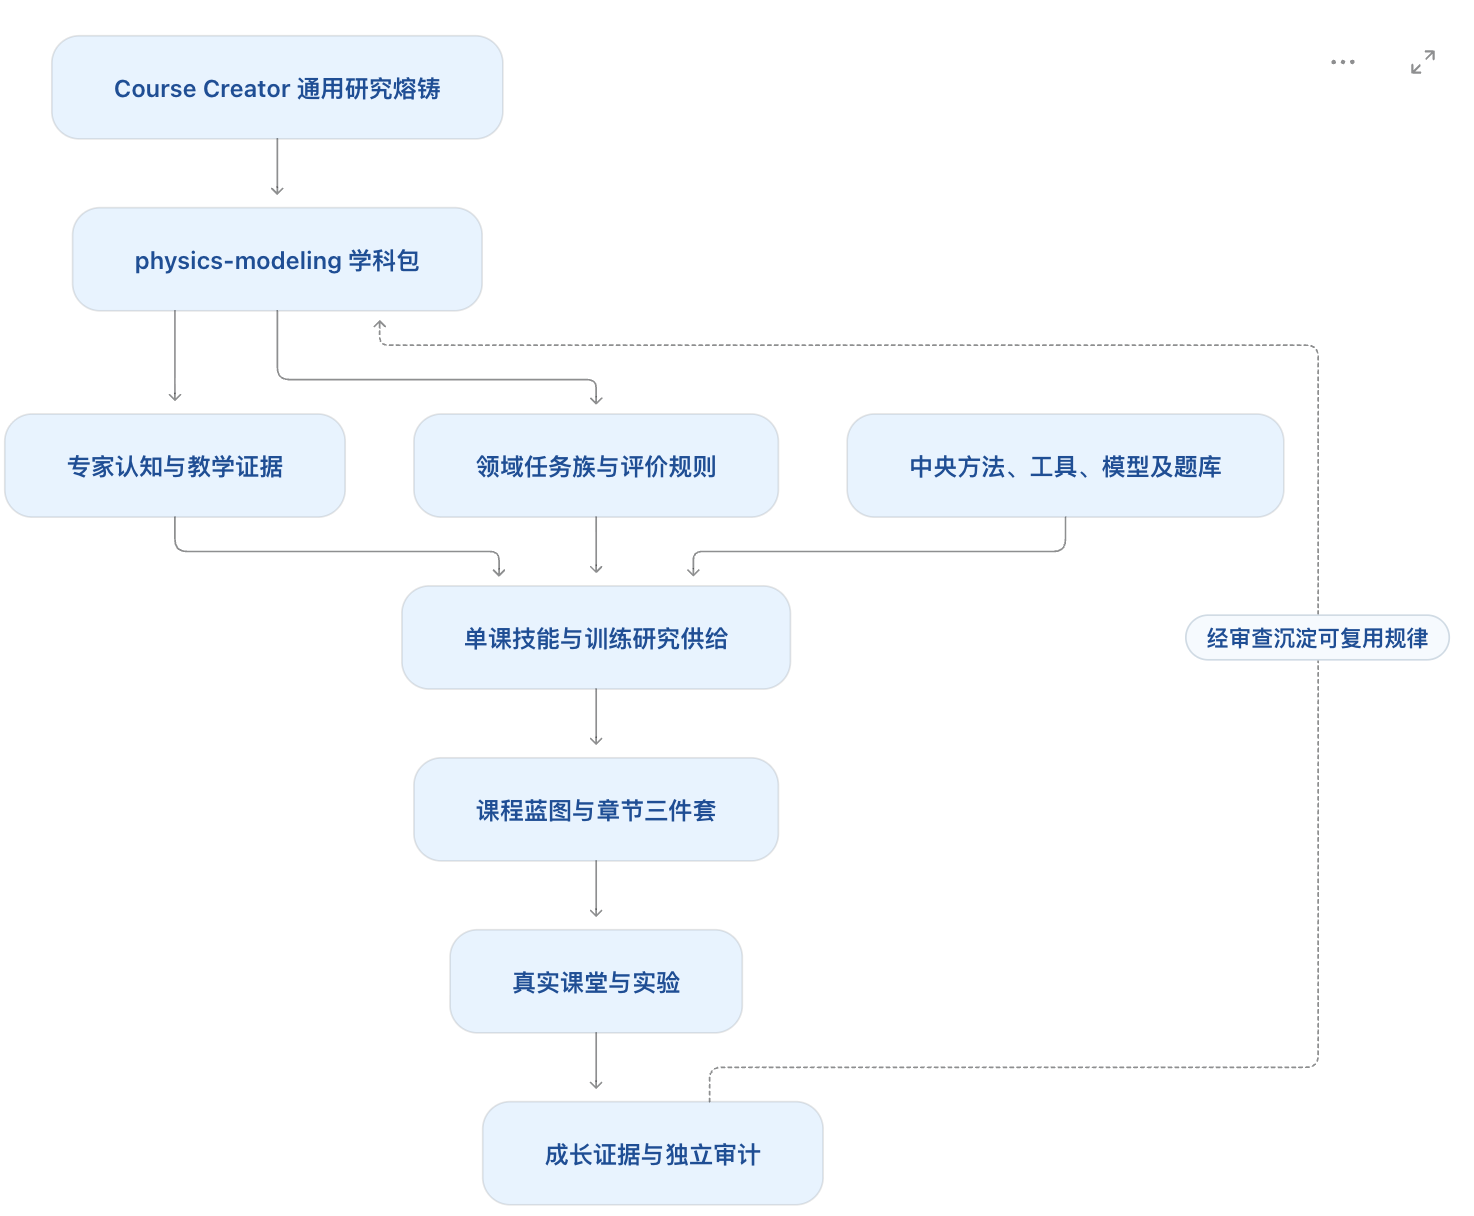 Course Creator 通用研究熔铸
physics-modeling 学科包
专家认知与教学证据
领域任务族与评价规则
中央方法、工具、模型及题库
单课技能与训练研究供给
经审查沉淀可复用规律
课程蓝图与章节三件套
真实课堂与实验
成长证据与独立审计